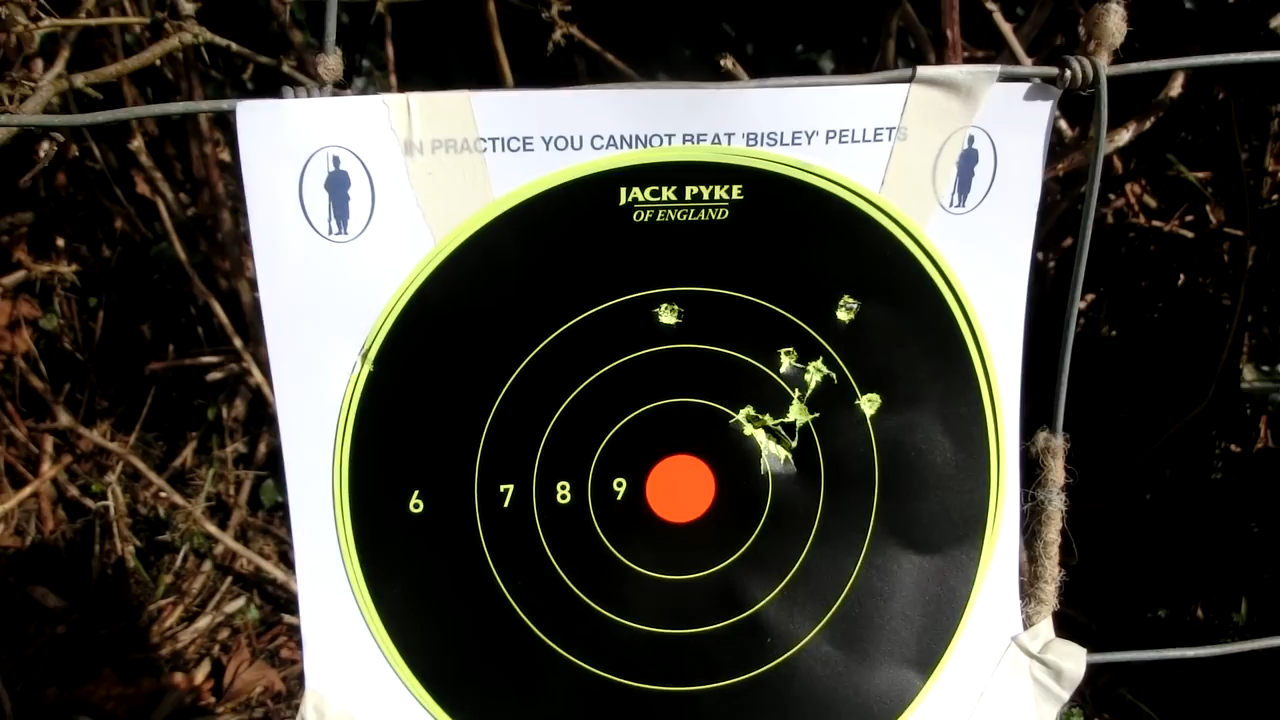 IN PRACTICE YOU CANNOT BEAT 'BISLEY' PELLETS
JACK PYKE
OF ENGLAND
6 7 8 9